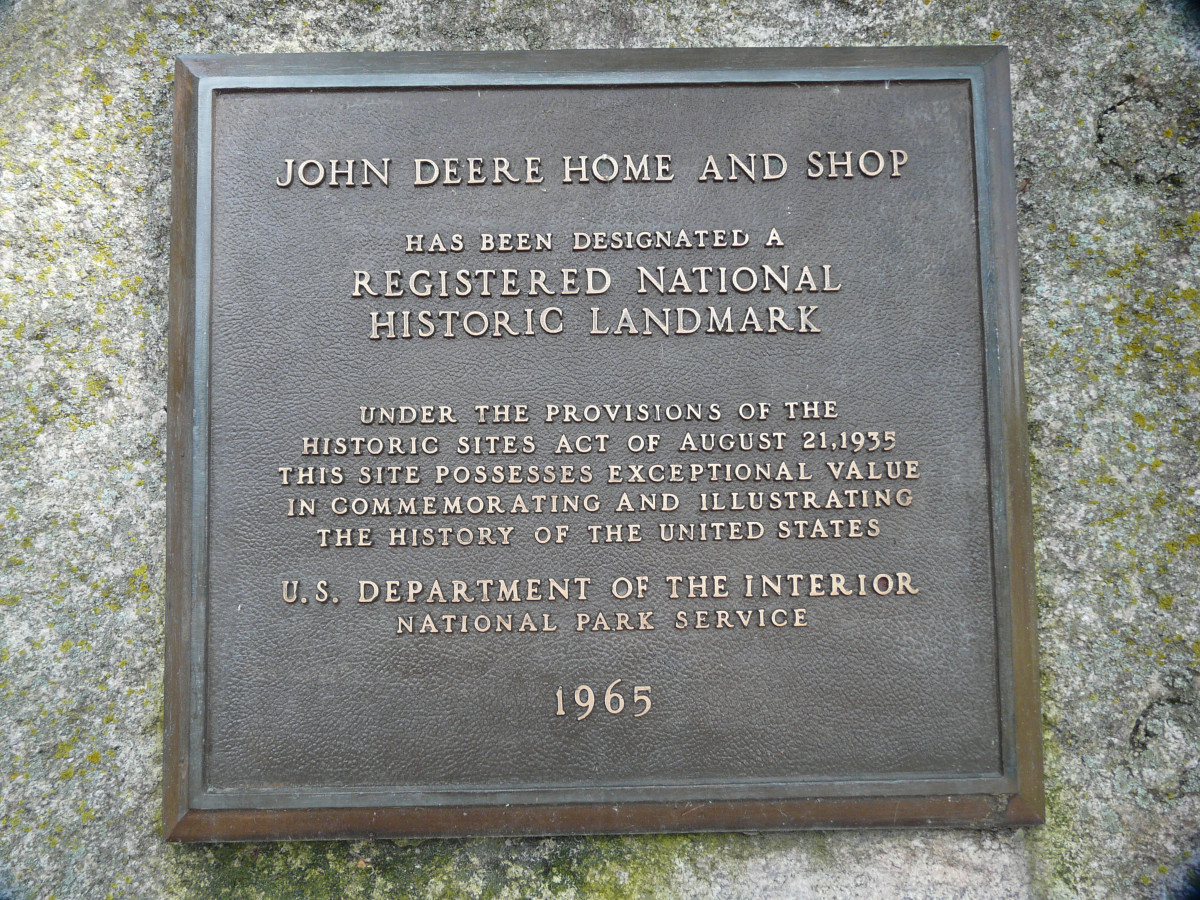 JOHN DEERE HOME AND SHOP
HAS BEEN DESIGNATED A
REGISTERED NATIONAL
HISTORIC LANDMARK
UNDER THE PROVISIONS OF THE
HISTORIC SITES ACT OF AUGUST 21, 1935
THIS SITE POSSESSES EXCEPTIONAL VALUE
IN COMMEMORATING AND ILLUSTRATING
THE HISTORY OF THE UNITED STATES
U.S. DEPARTMENT OF THE INTERIOR
NATIONAL PARK SERVICE
1965